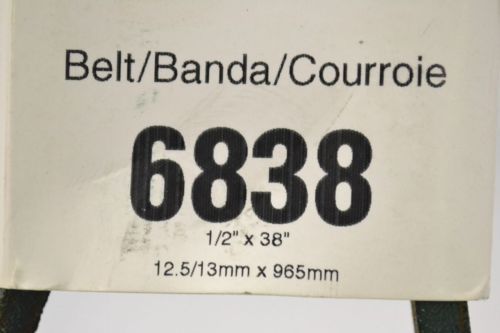 Belt/Banda/Courroie
6838
1/2" x 38"
12.5/13mm x 965mm